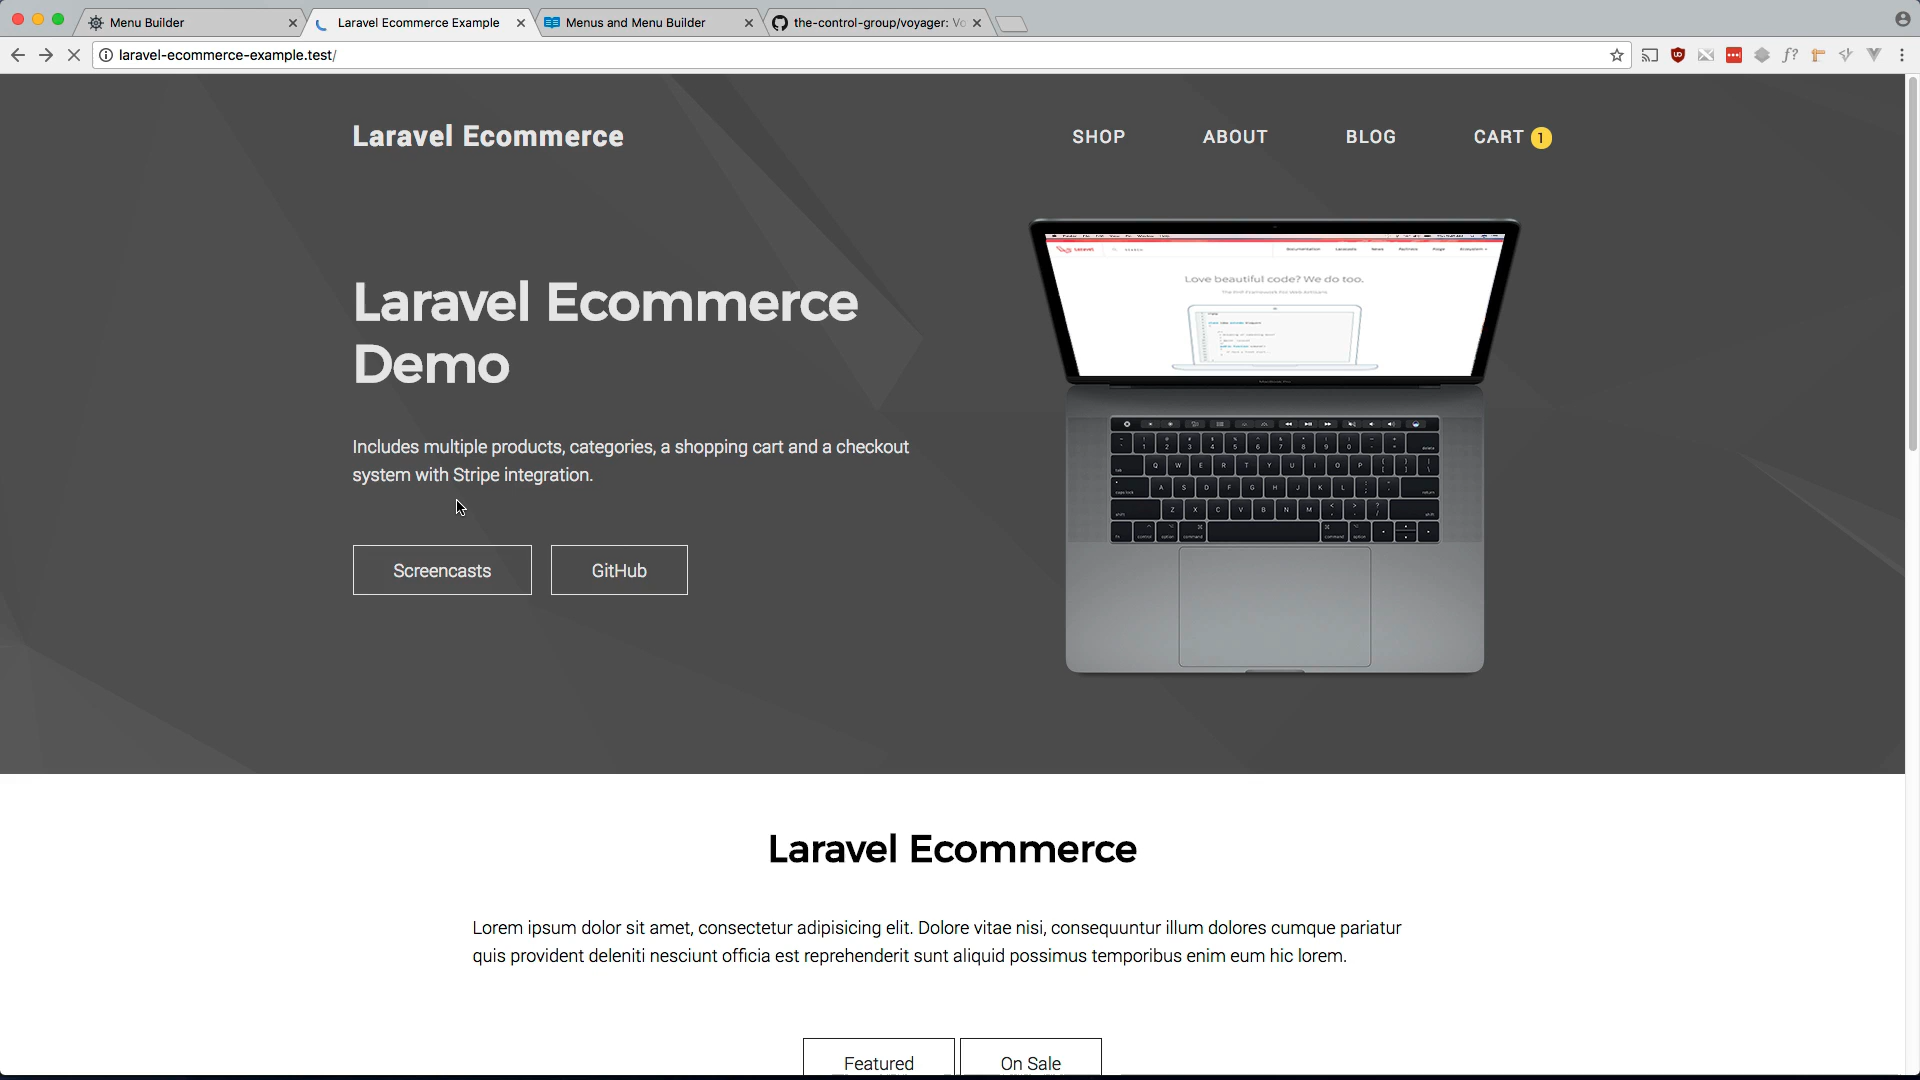 Menu Builder
Laravel Ecommerce Example
Menus and Menu Builder
the-control-group/voyager: Vo
laravel-ecommerce-example.test/
Laravel Ecommerce
SHOP
ABOUT
BLOG
CART 1
Love beautiful code? We do too.
Laravel Ecommerce
Demo
Includes multiple products, categories, a shopping cart and a checkout
system with Stripe integration.
Screencasts
GitHub
Laravel Ecommerce
Lorem ipsum dolor sit amet, consectetur adipisicing elit. Dolore vitae nisi, consequuntur illum dolores cumque pariatur
quis provident deleniti nesciunt officia est reprehenderit sunt aliquid possimus temporibus enim eum hic lorem.
Featured
On Sale